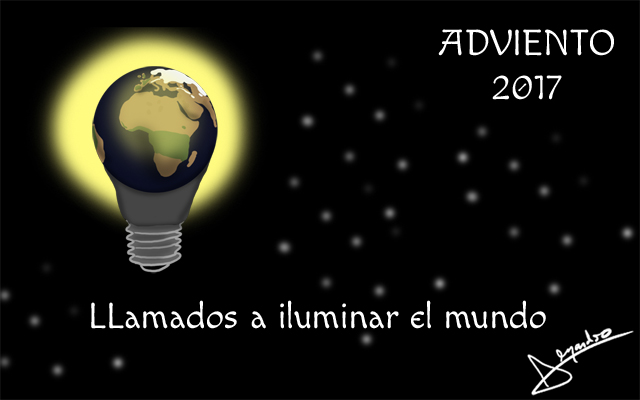 ADVIENTO
2017
LLamados a iluminar el mundo